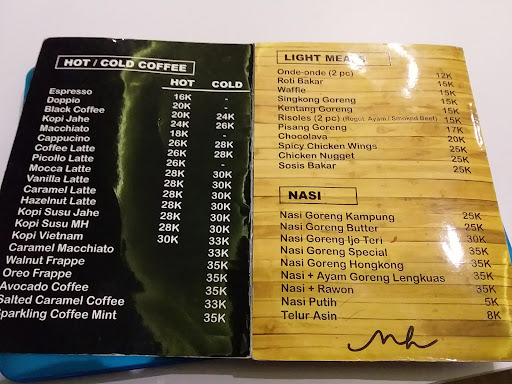 HOT / COLD COFFEE
HOT COLD
Espresso 16K -
Doppio 20K -
Black Coffee 20K 24K
Kopi Jahe 24K 26K
Macchiato 18K -
Cappucino 26K 28K
Coffee Latte 26K 28K
Picollo Latte 26K -
Mocca Latte 28K 30K
Vanilla Latte 28K 30K
Caramel Latte 28K 30K
Hazelnut Latte 28K 30K
Kopi Susu Jahe 28K 30K
Kopi Susu MH 28K 30K
Kopi Vietnam 30K 33K
Caramel Macchiato 33K
Walnut Frappe 35K
Oreo Frappe 35K
Avocado Coffee 35K
Salted Caramel Coffee 33K
Sparkling Coffee Mint 35K
LIGHT MEALS
Onde-onde (2 pc) 12K
Roti Bakar 15K
Waffle 15K
Singkong Goreng 15K
Kentang Goreng 15K
Risoles (2 pc) (Rogut Ayam / Smoked Beef) 15K
Pisang Goreng 17K
Chocolava 20K
Spicy Chicken Wings 25K
Chicken Nugget 25K
Sosis Bakar 25K
NASI
Nasi Goreng Kampung 25K
Nasi Goreng Butter 25K
Nasi Goreng Ijo Teri 30K
Nasi Goreng Special 35K
Nasi Goreng Hongkong 35K
Nasi + Ayam Goreng Lengkuas 35K
Nasi + Rawon 35K
Nasi Putih 5K
Telur Asin 8K
Mh